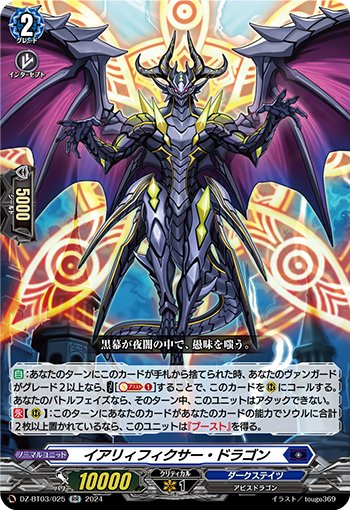 2
グレード
インターセプト
シールド
5000
黒幕が夜闇の中で、愚昧を嗤う。
自：あなたのターンにこのカードが手札から捨てられた時、あなたのヴァンガード
がグレード２以上なら、[ブラスト 1]することで、このカードをRにコールする。
あなたのバトルフェイズなら、そのターン中、このユニットはアタックできない。
永【R】：あなたのターン中にあなたのカードがあなたのカードの能力でソウルに合計
２枚以上置かれているなら、このユニットは『ブースト』を得る。
ノーマルユニット
イアリィフィクサー・ドラゴン
パワー
10000
クリティカル
1
ダークステイツ
アビスドラゴン
DZ-BT03/025 RR 2024
イラスト／tougo369